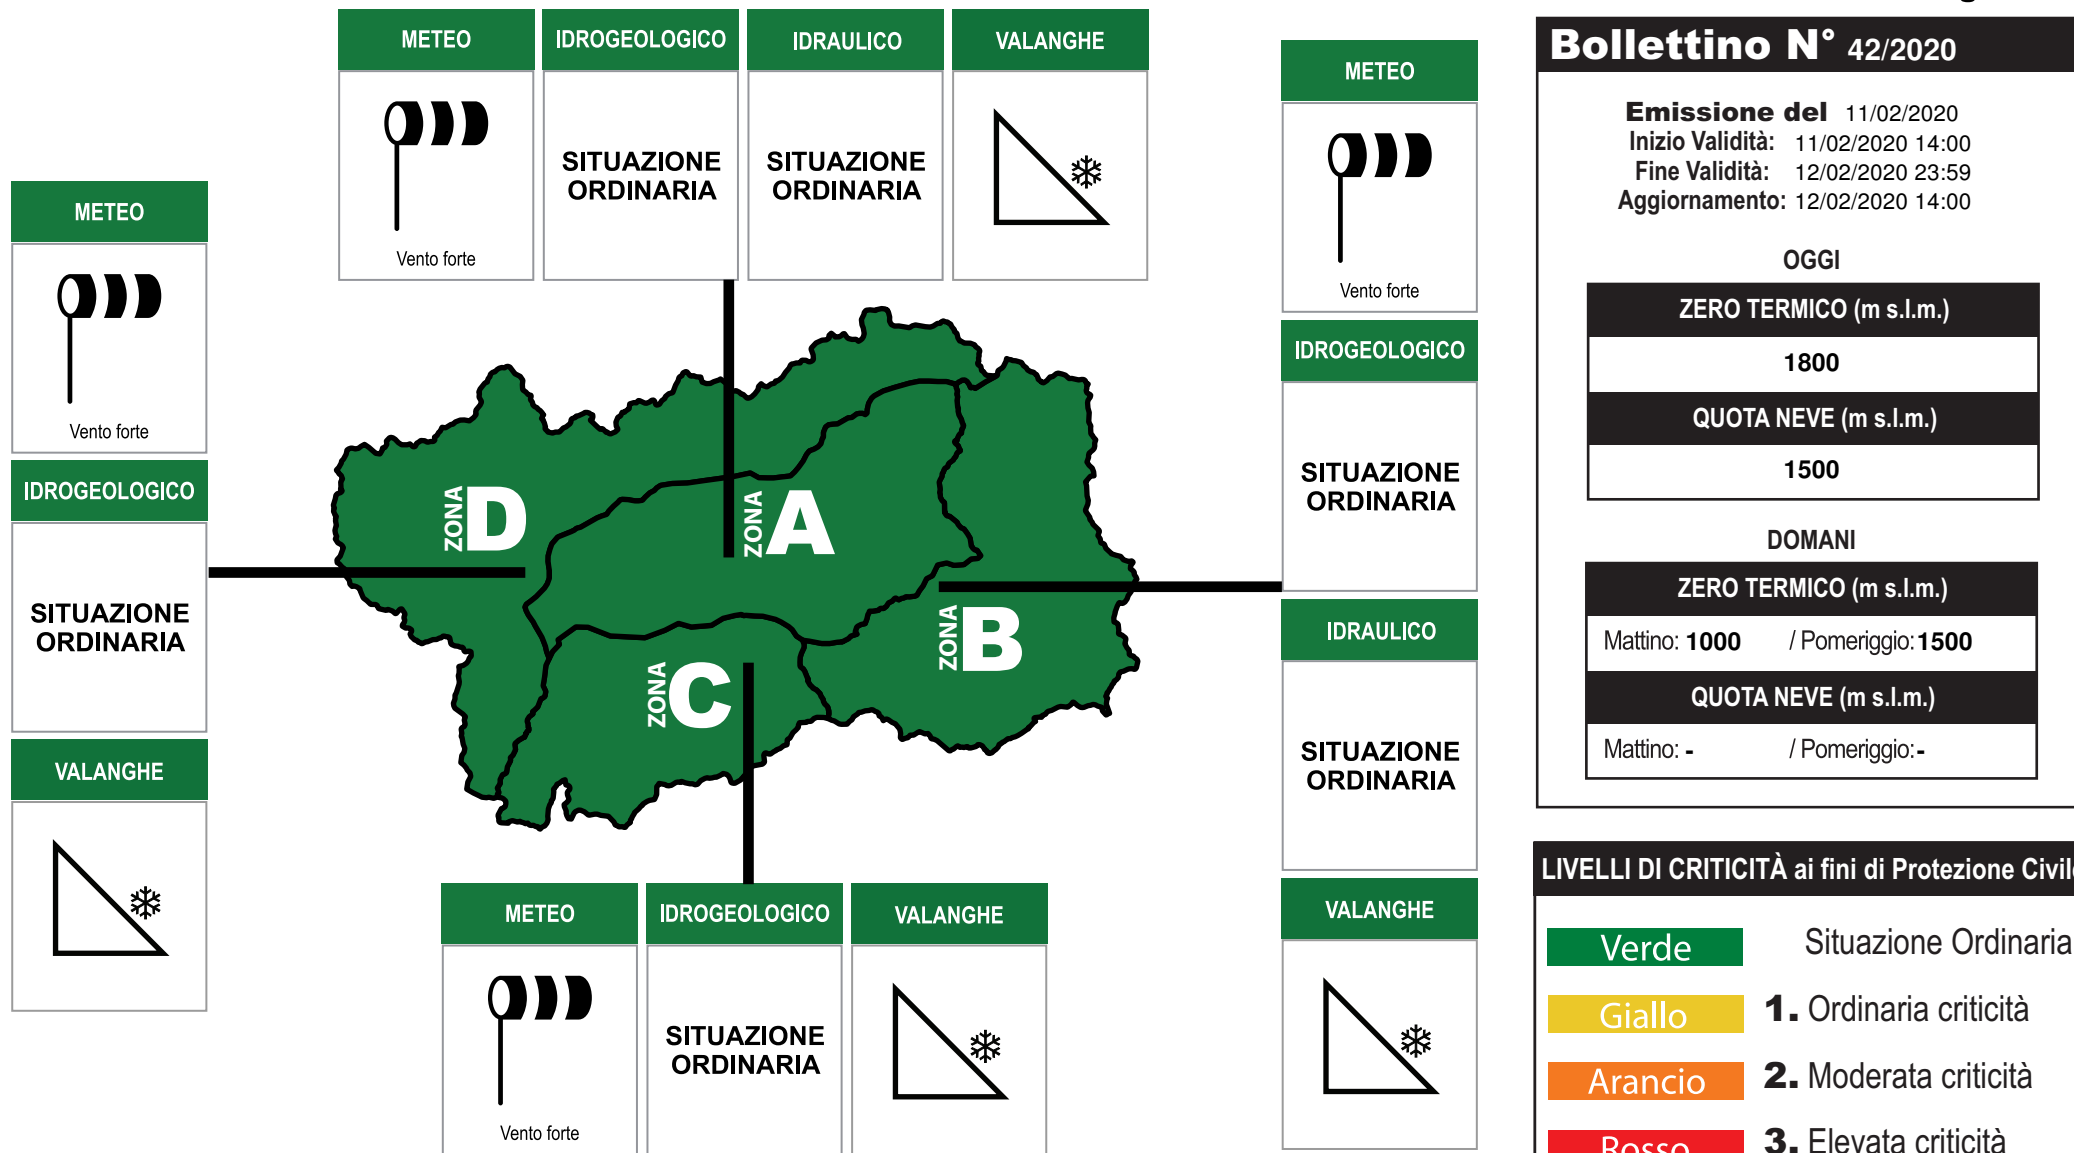 METEO
IDROGEOLOGICO
IDRAULICO
VALANGHE
Vento forte
SITUAZIONE
ORDINARIA
SITUAZIONE
ORDINARIA
METEO
Vento forte
IDROGEOLOGICO
SITUAZIONE
ORDINARIA
VALANGHE
METEO
Vento forte
IDROGEOLOGICO
SITUAZIONE
ORDINARIA
IDRAULICO
SITUAZIONE
ORDINARIA
VALANGHE
ZONA D
ZONA A
ZONA B
ZONA C
METEO
IDROGEOLOGICO
VALANGHE
Vento forte
SITUAZIONE
ORDINARIA
Bollettino N° 42/2020
Emissione del 11/02/2020
Inizio Validità: 11/02/2020 14:00
Fine Validità: 12/02/2020 23:59
Aggiornamento: 12/02/2020 14:00
OGGI
ZERO TERMICO (m s.l.m.)
1800
QUOTA NEVE (m s.l.m.)
1500
DOMANI
ZERO TERMICO (m s.l.m.)
Mattino: 1000 / Pomeriggio: 1500
QUOTA NEVE (m s.l.m.)
Mattino: - / Pomeriggio: -
LIVELLI DI CRITICITÀ ai fini di Protezione Civile
Verde Situazione Ordinaria
Giallo 1. Ordinaria criticità
Arancio 2. Moderata criticità
Rosso 3. Elevata criticità